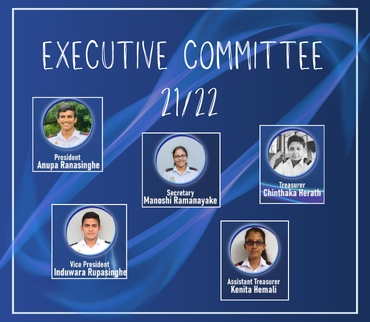 EXECUTIVE COMMITTEE
21/22
President
Anupa Ranasinghe
Secretary
Manoshi Ramanayake
Treasurer
Chinthaka Herath
Vice President
Induwara Rupasinghe
Assistant Treasurer
Kenita Hemali